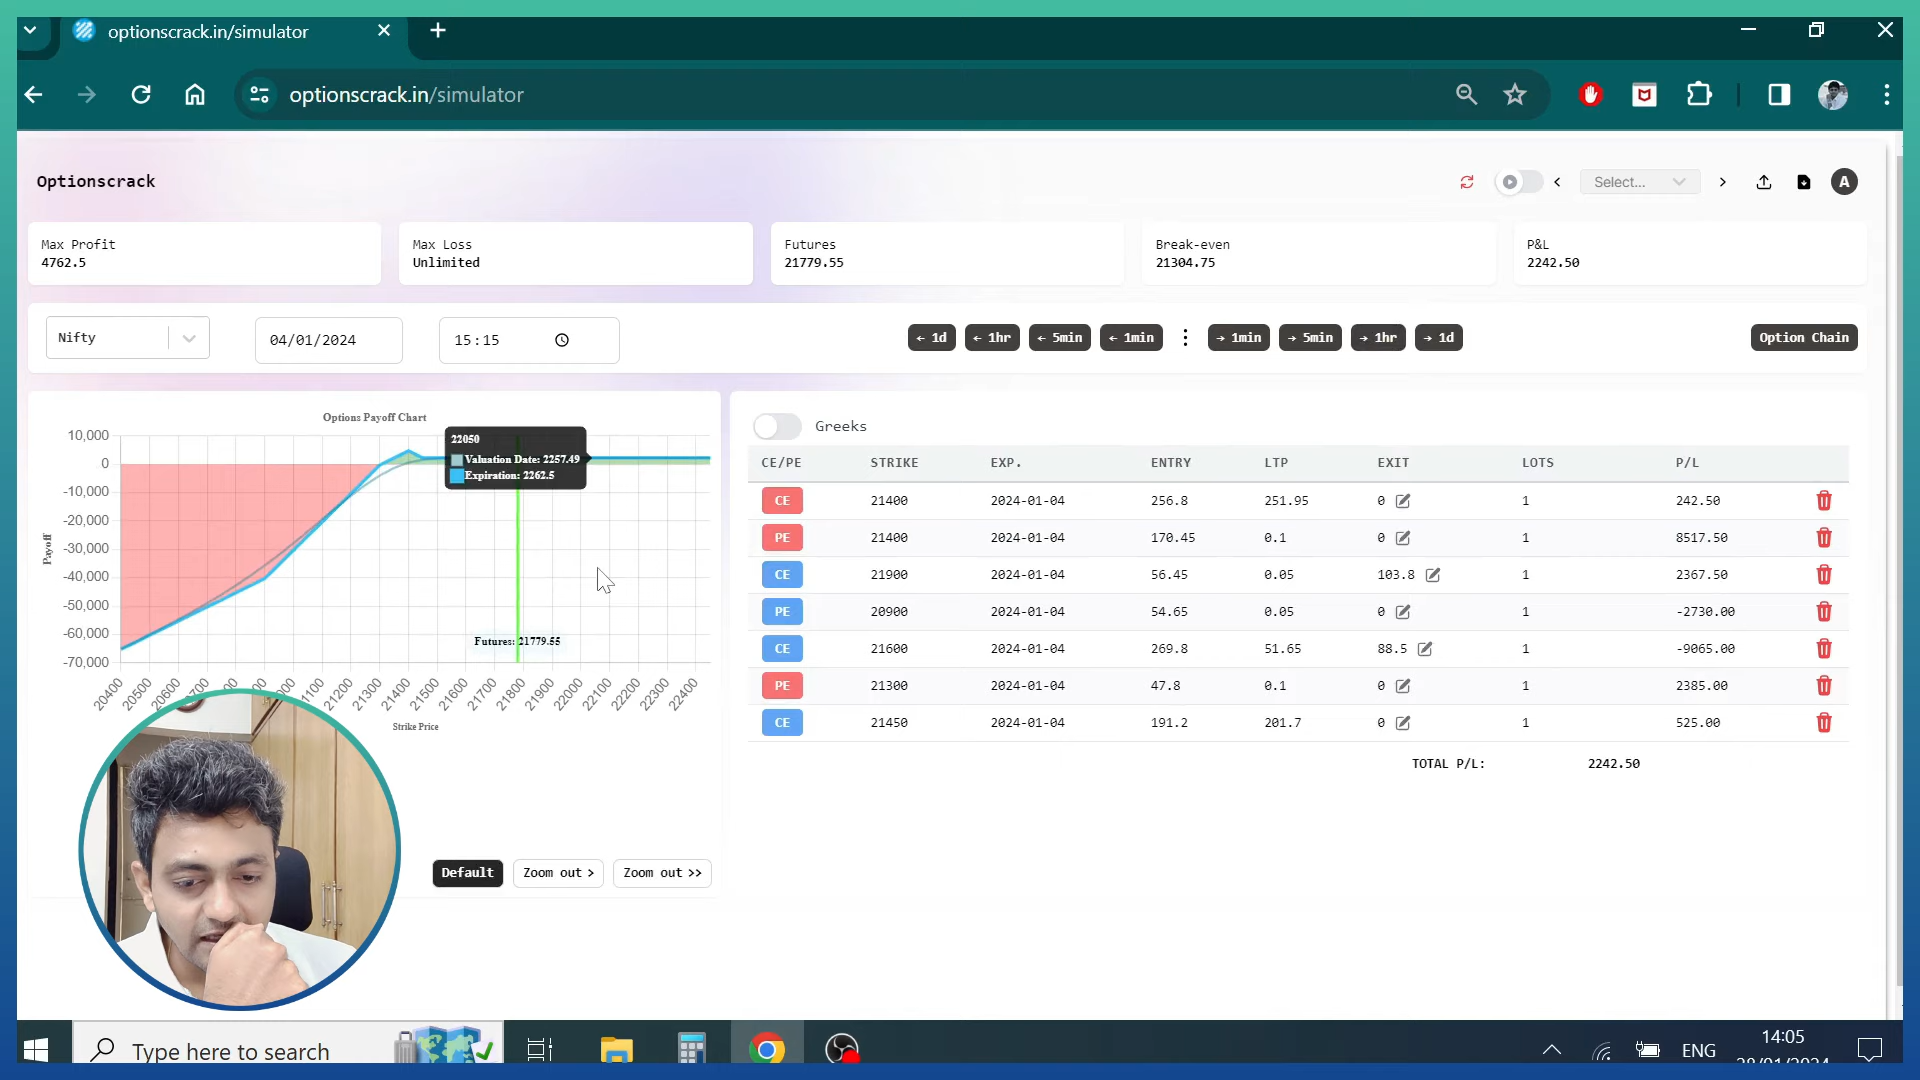 optionscrack.in/simulator
optionscrack.in/simulator
Optionscrack
Select...
A
Max Profit
4762.5
Max Loss
Unlimited
Futures
21779.55
Break-even
21304.75
P&L
2242.50
Nifty
04/01/2024
15:15
← 1d
← 1hr
← 5min
← 1min
→ 1min
→ 5min
→ 1hr
→ 1d
Option Chain
Options Payoff Chart
10,000
0
-10,000
-20,000
-30,000
-40,000
-50,000
-60,000
-70,000
Payoff
22050
Valuation Date: 2257.49
Expiration: 2262.5
Futures: 21779.55
20400 20500 20600 21100 21200 21300 21400 21500 21600 21700 21800 21900 22000 22100 22200 22300 22400
Strike Price
Default Zoom out > Zoom out >>
Greeks
CE/PE STRIKE EXP. ENTRY LTP EXIT LOTS P/L
CE 21400 2024-01-04 256.8 251.95 0 1 242.50
PE 21400 2024-01-04 170.45 0.1 0 1 8517.50
CE 21900 2024-01-04 56.45 0.05 103.8 1 2367.50
PE 20900 2024-01-04 54.65 0.05 0 1 -2730.00
CE 21600 2024-01-04 269.8 51.65 88.5 1 -9065.00
PE 21300 2024-01-04 47.8 0.1 0 1 2385.00
CE 21450 2024-01-04 191.2 201.7 0 1 525.00
TOTAL P/L: 2242.50
Type here to search
ENG
14:05